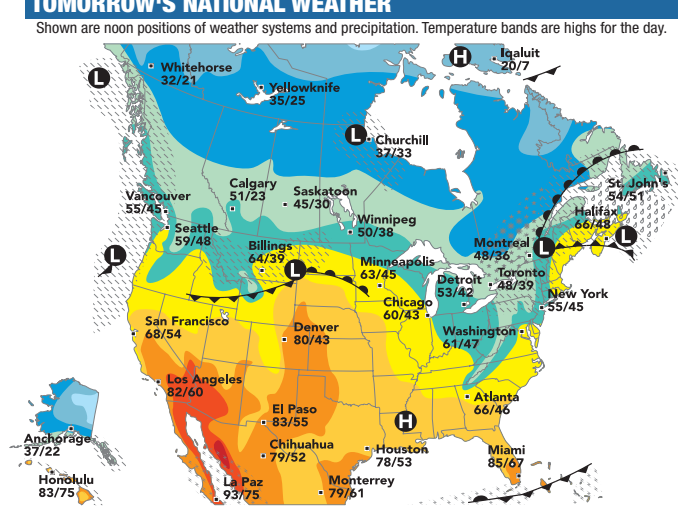 TOMORROW'S NATIONAL WEATHER
Shown are noon positions of weather systems and precipitation. Temperature bands are highs for the day.
H
Iqaluit
20/7
L
Whitehorse
32/21
Yellowknife
35/25
L
Churchill
37/33
Calgary
51/23
Saskatoon
45/30
St. John's
54/51
Vancouver
55/45
Halifax
66/48
Winnipeg
50/38
Seattle
59/48
L
Billings
64/39
L
Montreal
48/36
L
L
Minneapolis
63/45
Detroit
53/42
Toronto
48/39
Chicago
60/43
New York
55/45
San Francisco
68/54
Denver
80/43
Washington
61/47
Los Angeles
82/60
Atlanta
66/46
El Paso
83/55
H
Anchorage
37/22
Chihuahua
79/52
Houston
78/53
Miami
85/67
Honolulu
83/75
La Paz
93/75
Monterrey
79/61